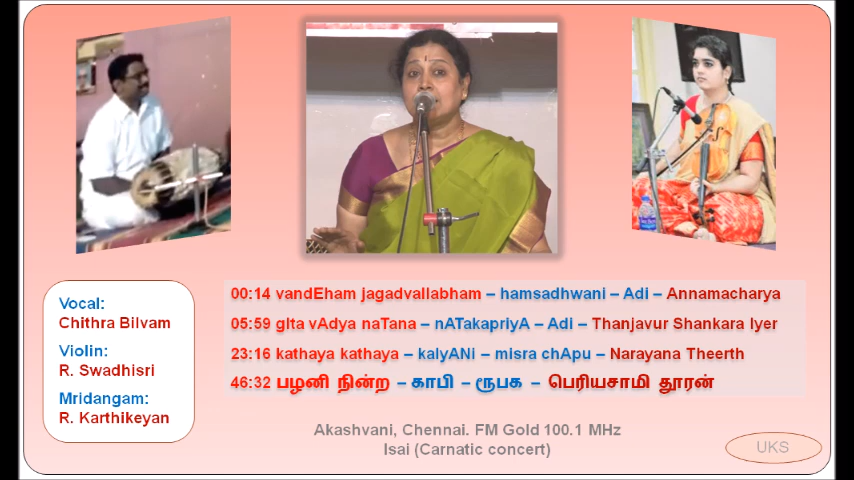 Vocal:
Chithra Bilvam
Violin:
R. Swadhisri
Mridangam:
R. Karthikeyan
00:14 vandEham jagadvallabham – hamsadhwani – Adi – Annamacharya
05:59 gIta vAdya naTana – nATakapriyA – Adi – Thanjavur Shankara Iyer
23:16 kathaya kathaya – kalyANi – misra chApu – Narayana Theerth
46:32 பழனி நின்ற – காபி – ரூபக – பெரியசாமி தூரன்
Akashvani, Chennai. FM Gold 100.1 MHz
Isai (Carnatic concert)
UKS